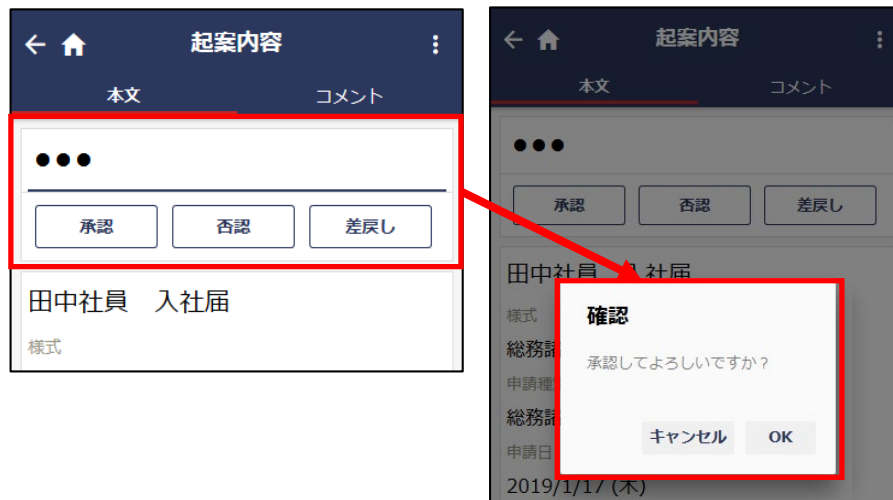 起案内容
本文 コメント
●●●
承認 否認 差戻し
田中社員　入社届
様式
起案内容
本文 コメント
●●●
承認 否認 差戻し
田中社員　入社届
様式
総務諸
申請種
総務諸
申請日
2019/1/17 (木)
確認
承認してよろしいですか？
キャンセル OK